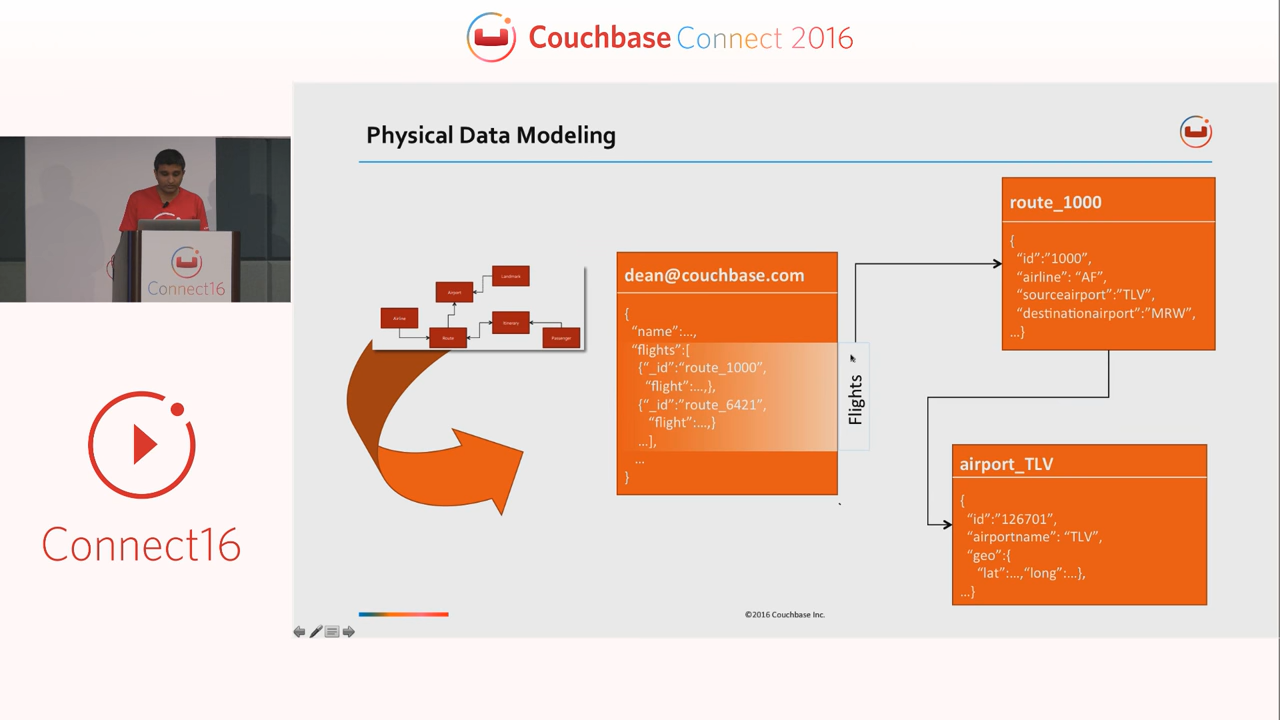 Couchbase Connect 2016
Physical Data Modeling
Landmark
Airport
Airline
Itinerary
Route
Passenger
dean@couchbase.com
{
“name”:...,
“flights”:[
{“_id”:“route_1000”,
“flight”:...,},
{“_id”:”route_6421”,
“flight”:...,}
...],
...
}
Flights
route_1000
{
“id”:”1000”,
“airline”: “AF”,
“sourceairport”:”TLV”,
“destinationairport”:”MRW”,
...}
airport_TLV
{
“id”:”126701”,
“airportname”: “TLV”,
“geo”:{
“lat”:...,“long”:...},
...}
©2016 Couchbase Inc.
Connect16
Connect16